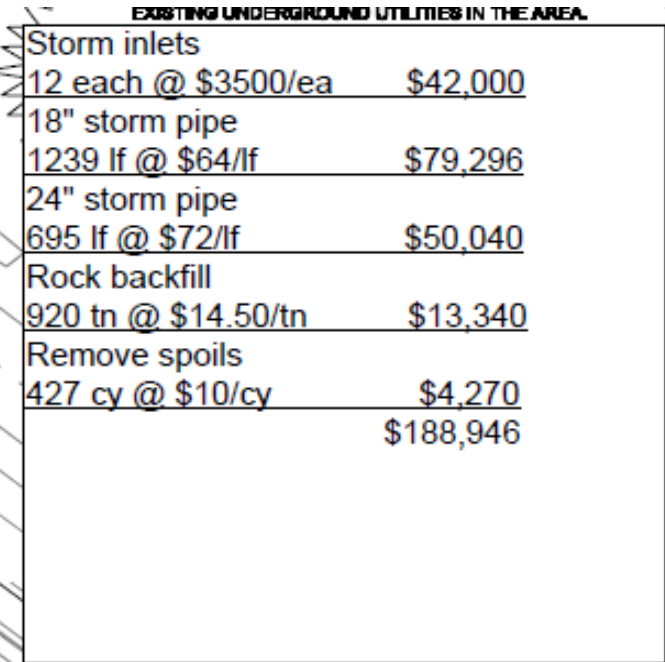 EXISTING UNDERGROUND UTILITIES IN THE AREA.
Storm inlets
12 each @ $3500/ea $42,000
18" storm pipe
1239 lf @ $64/lf $79,296
24" storm pipe
695 lf @ $72/lf $50,040
Rock backfill
920 tn @ $14.50/tn $13,340
Remove spoils
427 cy @ $10/cy $4,270
$188,946